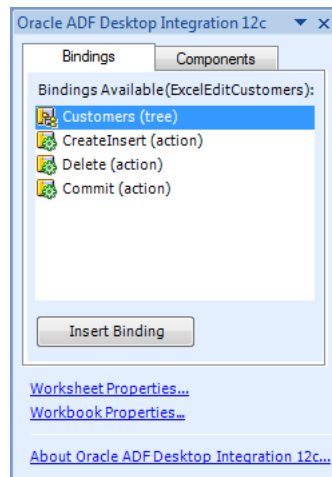 Oracle ADF Desktop Integration 12c
Bindings
Components
Bindings Available(ExcelEditCustomers):
Customers (tree)
CreateInsert (action)
Delete (action)
Commit (action)
Insert Binding
Worksheet Properties...
Workbook Properties...
About Oracle ADF Desktop Integration 12c...